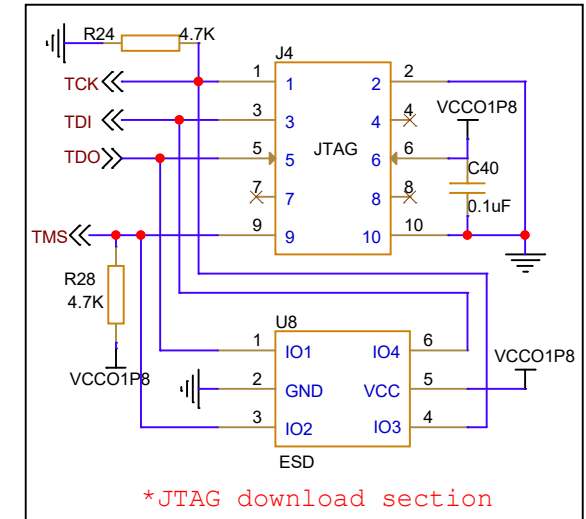 R24 4.7K
J4
TCK 1 1 2 2
TDI 3 3 4 4 VCCO1P8
TDO 5 5 JTAG 6 6
7 7 8 8 C40
0.1uF
TMS 9 9 10 10
R28
4.7K
U8
VCCO1P8 1 IO1 IO4 6 VCCO1P8
2 GND VCC 5
3 IO2 IO3 4
ESD
*JTAG download section